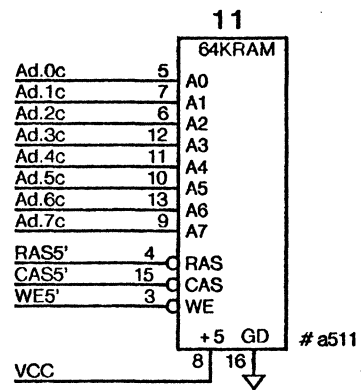 11
64KRAM
Ad.0c 5 A0
Ad.1c 7 A1
Ad.2c 6 A2
Ad.3c 12 A3
Ad.4c 11 A4
Ad.5c 10 A5
Ad.6c 13 A6
Ad.7c 9 A7
RAS5' 4 RAS
CAS5' 15 CAS
WE5' 3 WE
+5 GD #a511
VCC 8 16